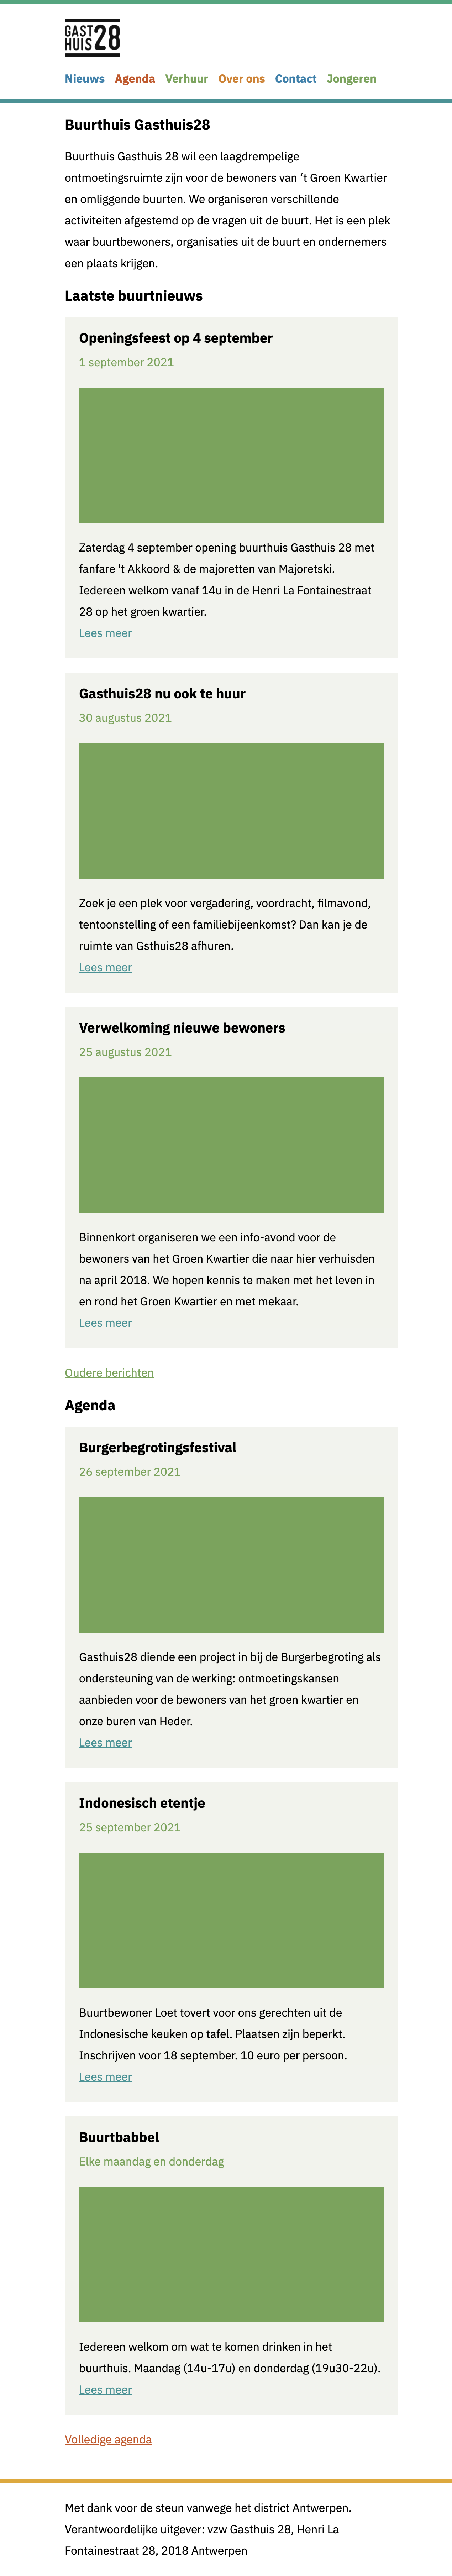 GAST
HUIS 28
Nieuws Agenda Verhuur Over ons Contact Jongeren
Buurthuis Gasthuis28
Buurthuis Gasthuis 28 wil een laagdrempelige
ontmoetingsruimte zijn voor de bewoners van ‘t Groen Kwartier
en omliggende buurten. We organiseren verschillende
activiteiten afgestemd op de vragen uit de buurt. Het is een plek
waar buurtbewoners, organisaties uit de buurt en ondernemers
een plaats krijgen.
Laatste buurtnieuws
Openingsfeest op 4 september
1 september 2021
Zaterdag 4 september opening buurthuis Gasthuis 28 met
fanfare 't Akkoord & de majoretten van Majoretski.
Iedereen welkom vanaf 14u in de Henri La Fontainestraat
28 op het groen kwartier.
Lees meer
Gasthuis28 nu ook te huur
30 augustus 2021
Zoek je een plek voor vergadering, voordracht, filmavond,
tentoonstelling of een familiebijeenkomst? Dan kan je de
ruimte van Gsthuis28 afhuren.
Lees meer
Verwelkoming nieuwe bewoners
25 augustus 2021
Binnenkort organiseren we een info-avond voor de
bewoners van het Groen Kwartier die naar hier verhuisden
na april 2018. We hopen kennis te maken met het leven in
en rond het Groen Kwartier en met mekaar.
Lees meer
Oudere berichten
Agenda
Burgerbegrotingsfestival
26 september 2021
Gasthuis28 diende een project in bij de Burgerbegroting als
ondersteuning van de werking: ontmoetingskansen
aanbieden voor de bewoners van het groen kwartier en
onze buren van Heder.
Lees meer
Indonesisch etentje
25 september 2021
Buurtbewoner Loet tovert voor ons gerechten uit de
Indonesische keuken op tafel. Plaatsen zijn beperkt.
Inschrijven voor 18 september. 10 euro per persoon.
Lees meer
Buurtbabbel
Elke maandag en donderdag
Iedereen welkom om wat te komen drinken in het
buurthuis. Maandag (14u-17u) en donderdag (19u30-22u).
Lees meer
Volledige agenda
Met dank voor de steun vanwege het district Antwerpen.
Verantwoordelijke uitgever: vzw Gasthuis 28, Henri La
Fontainestraat 28, 2018 Antwerpen